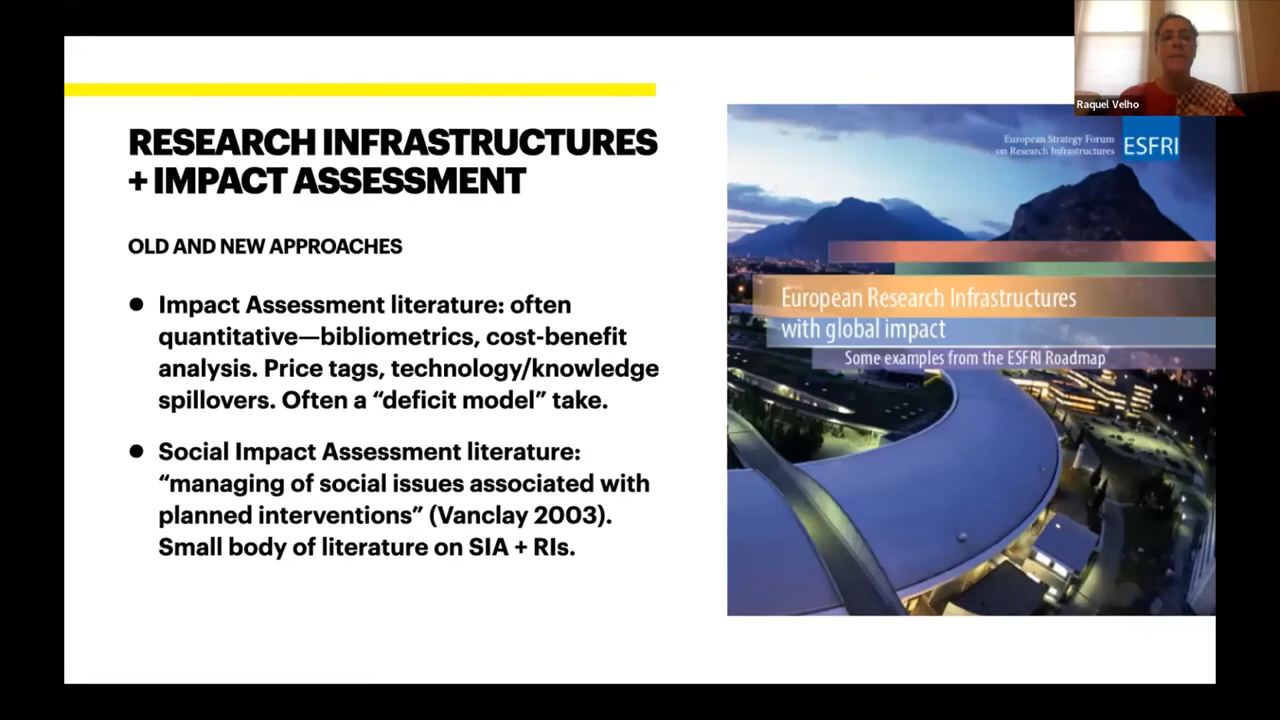 Raquel Velho
RESEARCH INFRASTRUCTURES
+ IMPACT ASSESSMENT
OLD AND NEW APPROACHES
● Impact Assessment literature: often
quantitative—bibliometrics, cost-benefit
analysis. Price tags, technology/knowledge
spillovers. Often a “deficit model” take.
● Social Impact Assessment literature:
“managing of social issues associated with
planned interventions” (Vanclay 2003).
Small body of literature on SIA + RIs.
European Strategy Forum
on Research Infrastructures
ESFRI
European Research Infrastructures
with global impact
Some examples from the ESFRI Roadmap